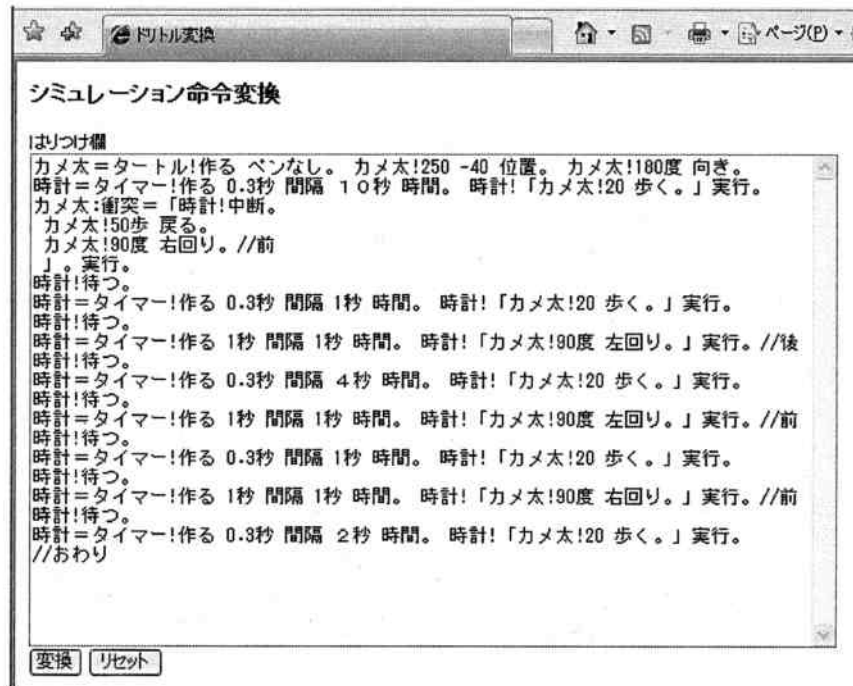 ドリトル変換
ページ(P)
シミュレーション命令変換
はりつけ欄
カメ太＝タートル!作る ペンなし。 カメ太!250 -40 位置。 カメ太!180度 向き。
時計＝タイマー!作る 0.3秒 間隔 １０秒 時間。 時計!「カメ太!20 歩く。」実行。
カメ太:衝突＝「時計!中断。
カメ太!50歩 戻る。
カメ太!90度 右回り。//前
」。実行。
時計!待つ。
時計＝タイマー!作る 0.3秒 間隔 1秒 時間。 時計!「カメ太!20 歩く。」実行。
時計!待つ。
時計＝タイマー!作る 1秒 間隔 1秒 時間。 時計!「カメ太!90度 左回り。」実行。//後
時計!待つ。
時計＝タイマー!作る 0.3秒 間隔 ４秒 時間。 時計!「カメ太!20 歩く。」実行。
時計!待つ。
時計＝タイマー!作る 1秒 間隔 1秒 時間。 時計!「カメ太!90度 左回り。」実行。//前
時計!待つ。
時計＝タイマー!作る 0.3秒 間隔 1秒 時間。 時計!「カメ太!20 歩く。」実行。
時計!待つ。
時計＝タイマー!作る 1秒 間隔 1秒 時間。 時計!「カメ太!90度 右回り。」実行。//前
時計!待つ。
時計＝タイマー!作る 0.3秒 間隔 ２秒 時間。 時計!「カメ太!20 歩く。」実行。
//おわり
変換 リセット